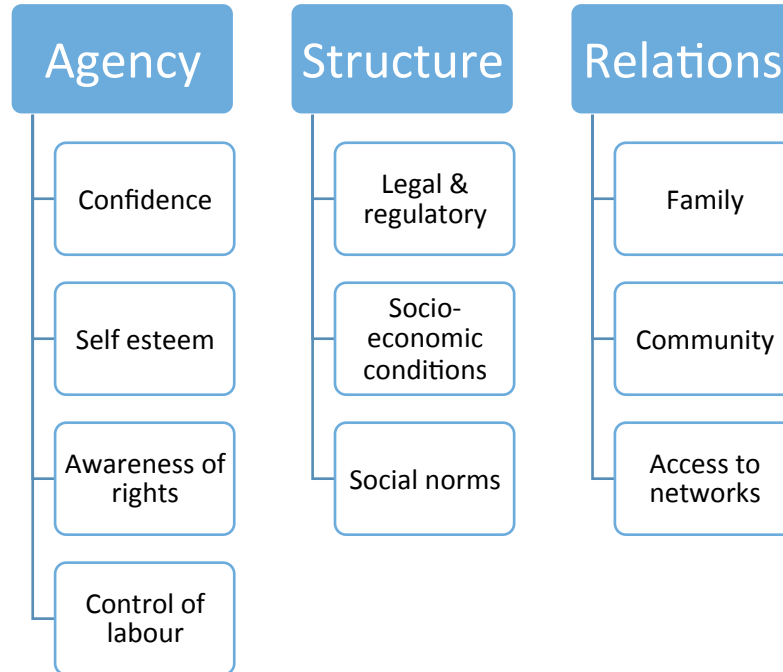 Agency
Confidence
Self esteem
Awareness of
rights
Control of
labour
Structure
Legal &
regulatory
Socio-
economic
conditions
Social norms
Relations
Family
Community
Access to
networks